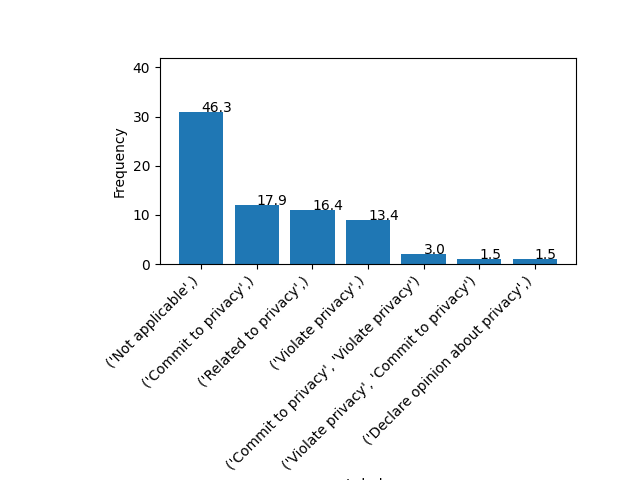 40
30
20
10
0
Frequency
46.3
17.9
16.4
13.4
3.0
1.5
1.5
('Not applicable',)
('Commit to privacy',)
('Related to privacy',)
('Violate privacy',)
('Commit to privacy', 'Violate privacy')
('Violate privacy', 'Commit to privacy')
('Declare opinion about privacy',)